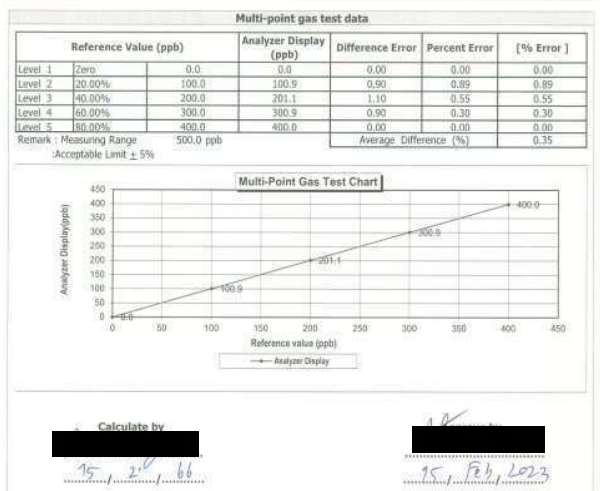 Multi-point gas test data
Reference Value (ppb) Analyzer Display (ppb) Difference Error Percent Error [% Error ]
Level 1 Zero 0.0 0.0 0.00 0.00 0.00
Level 2 20.00% 100.0 100.9 0.90 0.89 0.89
Level 3 40.00% 200.0 201.1 1.10 0.55 0.55
Level 4 60.00% 300.0 300.9 0.90 0.30 0.30
Level 5 80.00% 400.0 400.0 0.00 0.00 0.00
Remark : Measuring Range 500.0 ppb Average Difference (%) 0.35
:Acceptable Limit ± 5%
Multi-Point Gas Test Chart
Analyzer Display(ppb)
450
400
350
300
250
200
150
100
50
0
0.0
100.9
201.1
300.9
400.0
0 50 100 150 200 250 300 350 400 450
Reference value (ppb)
Analyzer Display
Calculate by
15 / / 66
15 / Feb / 2023